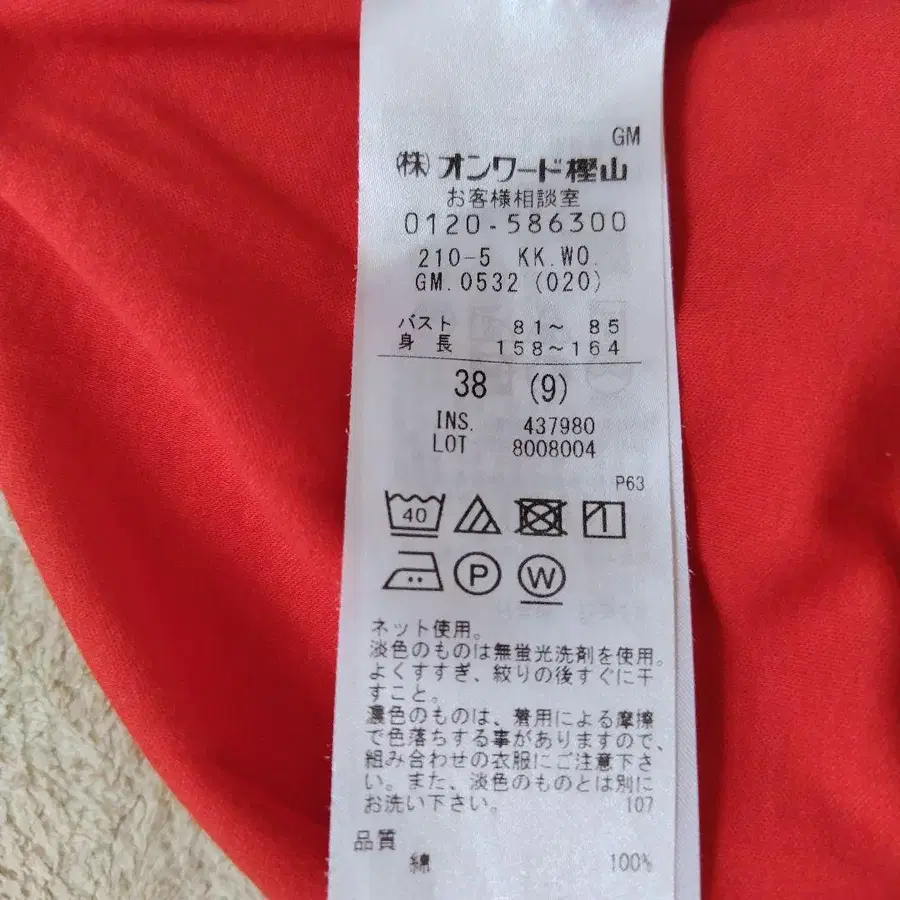 GM
(株)オンワード樫山
お客様相談室
0120-586300
210-5 KK.WO.
GM.0532 (020)
バスト 81～ 85
身長 158～164
38 (9)
INS. 437980
LOT 8008004
P63
40
P W
ネット使用。
淡色のものは無蛍光洗剤を使用。
よくすすぎ、絞りの後すぐに干
すこと。
濃色のものは、着用による摩擦
で色落ちする事がありますので、
組み合わせの衣服にご注意下さ
い。また、淡色のものとは別に
お洗い下さい。 107
品質
綿 100%